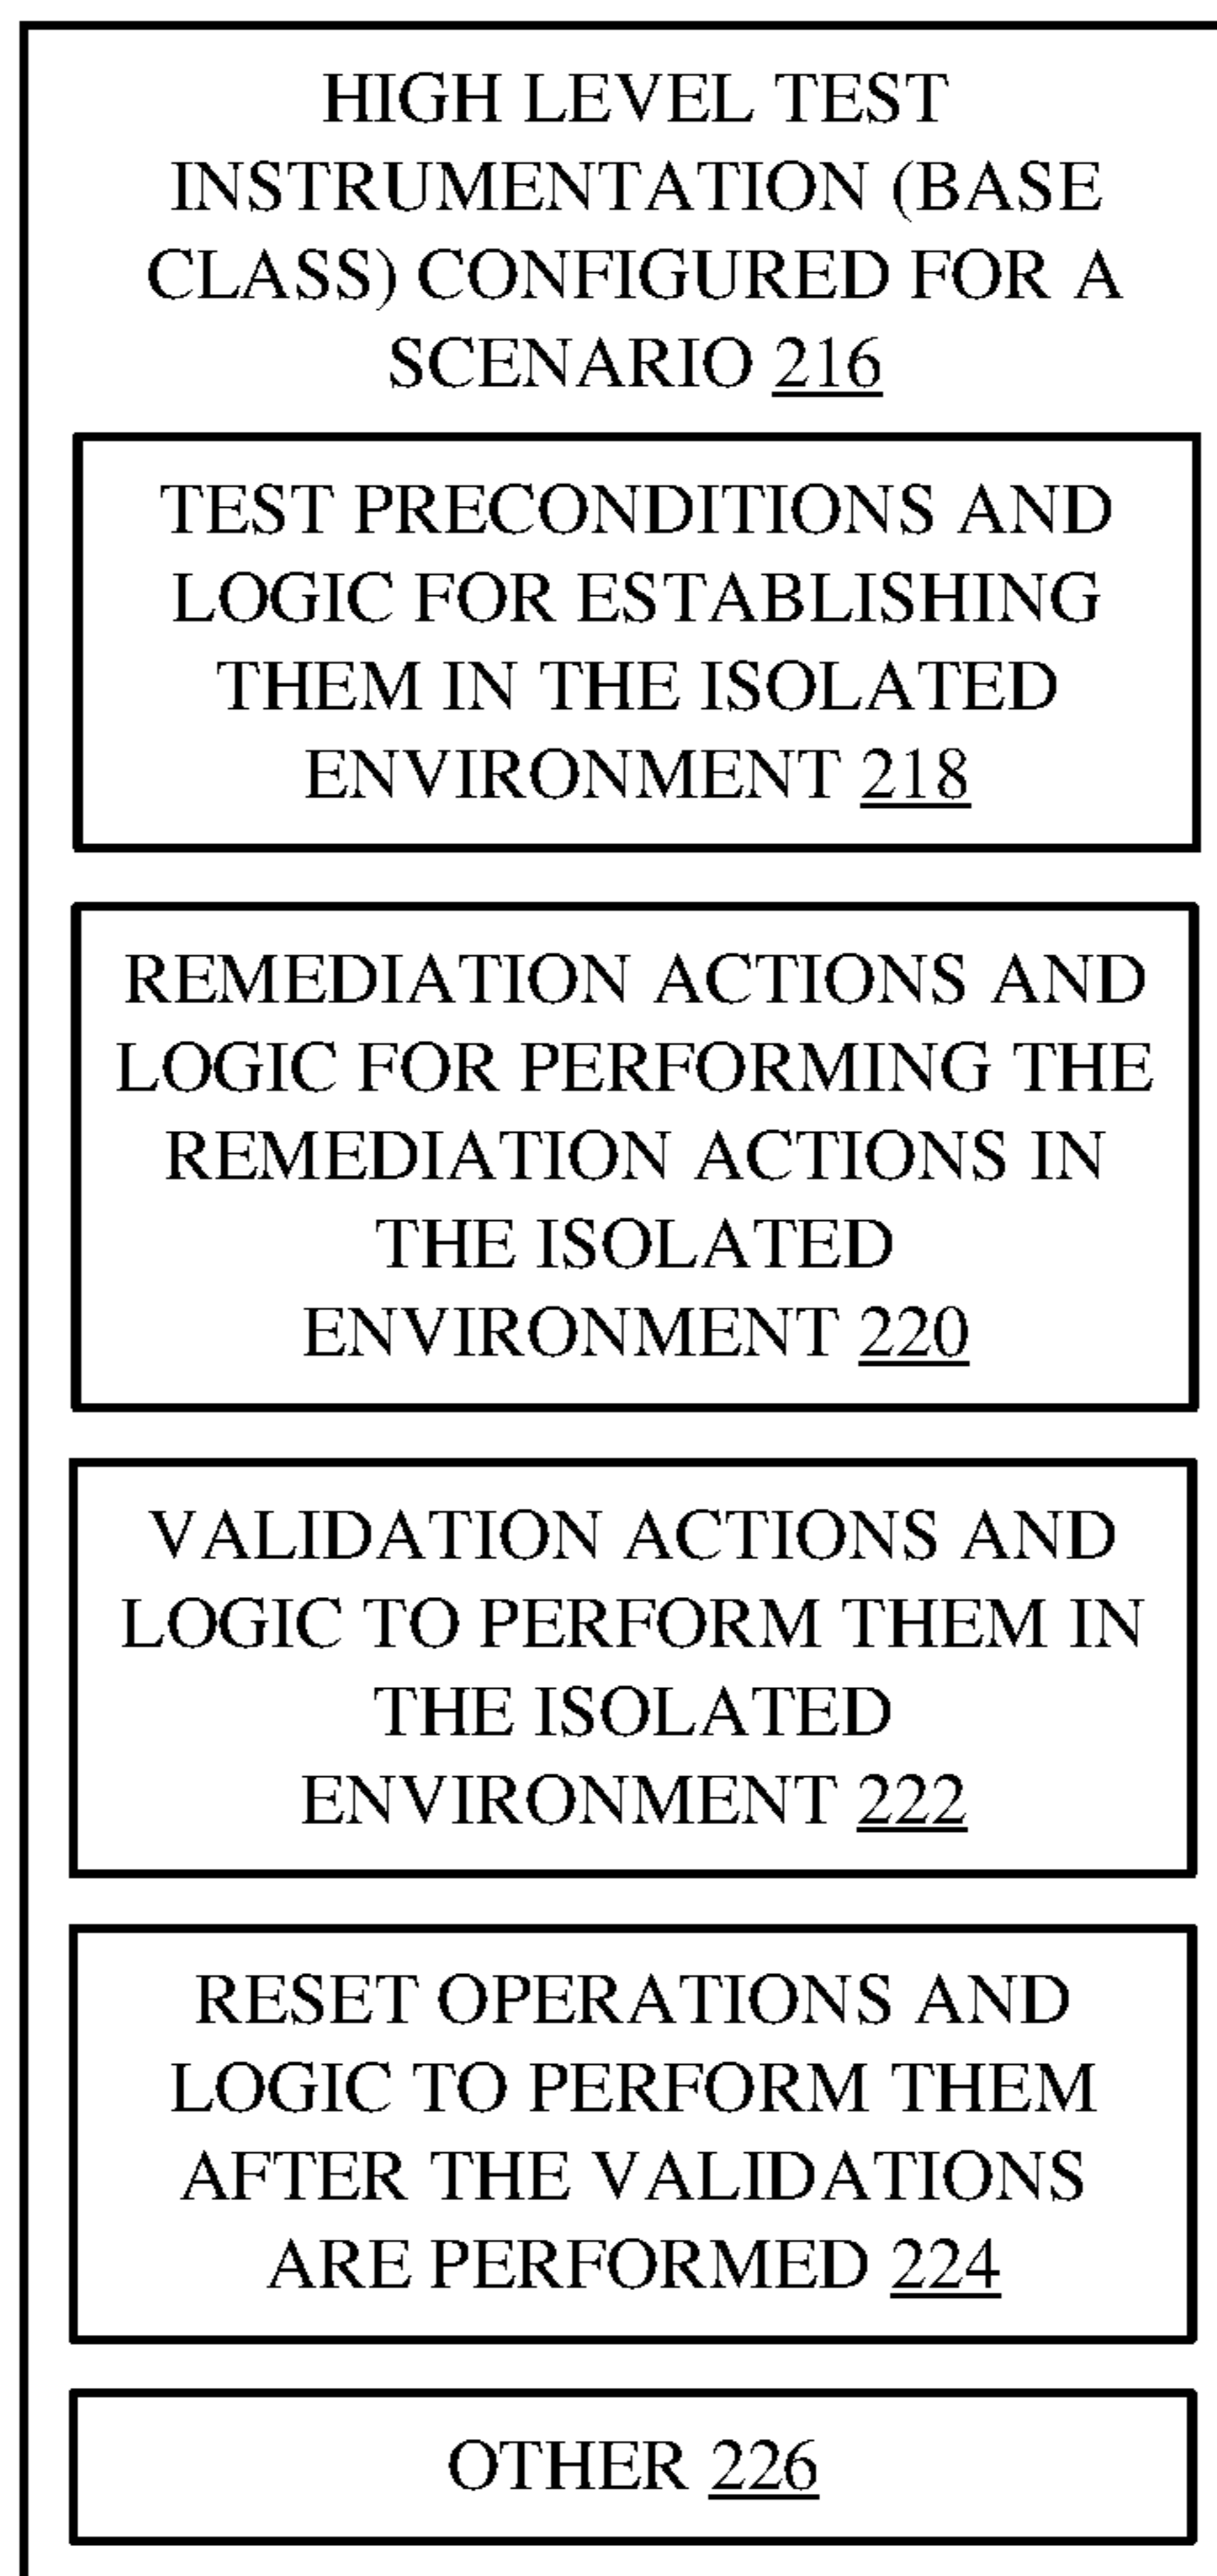 HIGH LEVEL TEST
INSTRUMENTATION (BASE
CLASS) CONFIGURED FOR A
SCENARIO 216
TEST PRECONDITIONS AND
LOGIC FOR ESTABLISHING
THEM IN THE ISOLATED
ENVIRONMENT 218
REMEDIATION ACTIONS AND
LOGIC FOR PERFORMING THE
REMEDIATION ACTIONS IN
THE ISOLATED
ENVIRONMENT 220
VALIDATION ACTIONS AND
LOGIC TO PERFORM THEM IN
THE ISOLATED
ENVIRONMENT 222
RESET OPERATIONS AND
LOGIC TO PERFORM THEM
AFTER THE VALIDATIONS
ARE PERFORMED 224
OTHER 226